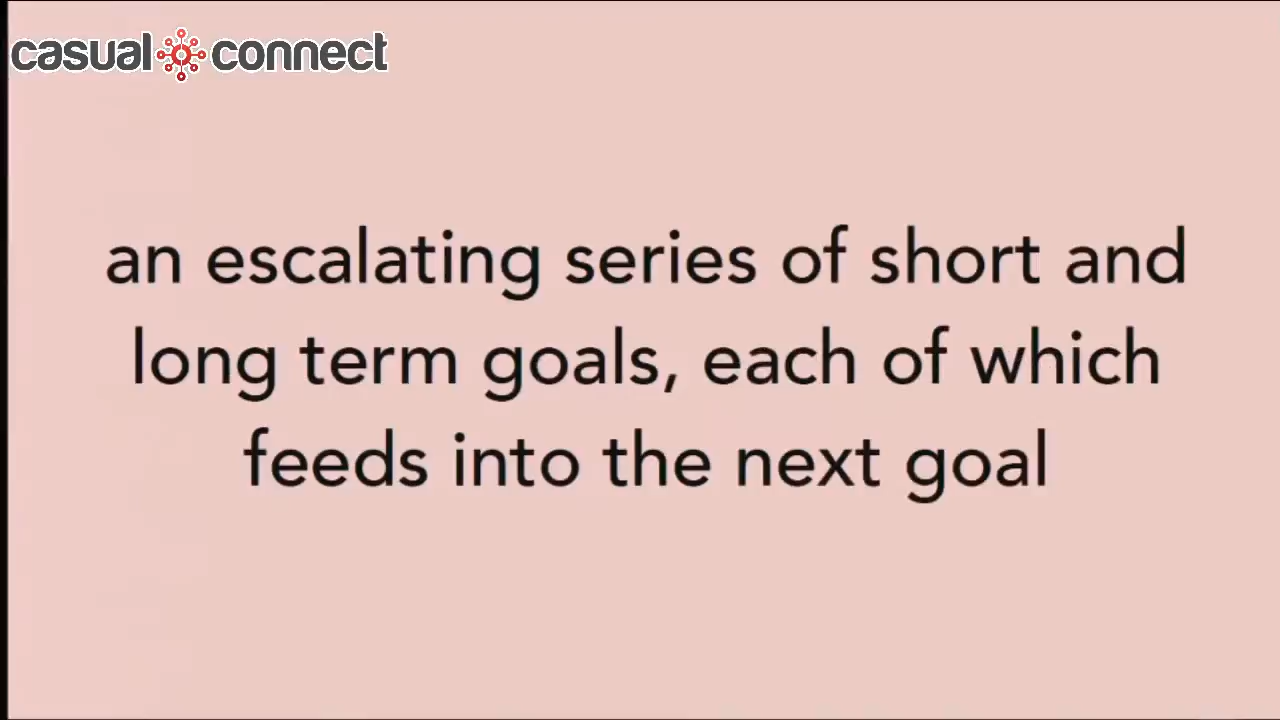 casual connect
an escalating series of short and
long term goals, each of which
feeds into the next goal